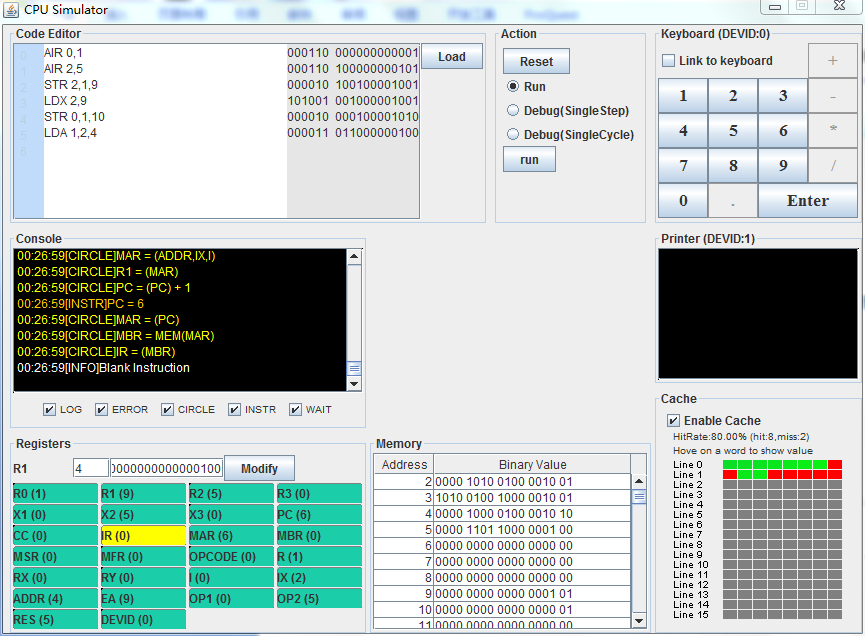 CPU Simulator
Code Editor
AIR 0,1 000110 000000000001
AIR 2,5 000110 100000000101
STR 2,1,9 000010 100100001001
LDX 2,9 101001 001000001001
STR 0,1,10 000010 000100001010
LDA 1,2,4 000011 011000000100
Load
Action
Reset
Run
Debug(SingleStep)
Debug(SingleCycle)
run
Keyboard (DEVID:0)
Link to keyboard +
1 2 3 -
4 5 6 *
7 8 9 /
0 . Enter
Console
00:26:59[CIRCLE]MAR = (ADDR,IX,I)
00:26:59[CIRCLE]R1 = (MAR)
00:26:59[CIRCLE]PC = (PC) + 1
00:26:59[INSTR]PC = 6
00:26:59[CIRCLE]MAR = (PC)
00:26:59[CIRCLE]MBR = MEM(MAR)
00:26:59[CIRCLE]IR = (MBR)
00:26:59[INFO]Blank Instruction
LOG ERROR CIRCLE INSTR WAIT
Printer (DEVID:1)
Registers
R1 4 0000000000000100 Modify
R0 (1) R1 (9) R2 (5) R3 (0)
X1 (0) X2 (5) X3 (0) PC (6)
CC (0) IR (0) MAR (6) MBR (0)
MSR (0) MFR (0) OPCODE (0) R (1)
RX (0) RY (0) I (0) IX (2)
ADDR (4) EA (9) OP1 (0) OP2 (5)
RES (5) DEVID (0)
Memory
Address Binary Value
2 0000 1010 0100 0010 01
3 1010 0100 1000 0010 01
4 0000 1000 0100 0010 10
5 0000 1101 1000 0001 00
6 0000 0000 0000 0000 00
7 0000 0000 0000 0000 00
8 0000 0000 0000 0000 00
9 0000 0000 0000 0001 01
10 0000 0000 0000 0000 01
11 0000 0000 0000 0000 00
Cache
Enable Cache
HitRate:80.00% (hit:8,miss:2)
Hove on a word to show value
Line 0
Line 1
Line 2
Line 3
Line 4
Line 5
Line 6
Line 7
Line 8
Line 9
Line 10
Line 11
Line 12
Line 13
Line 14
Line 15